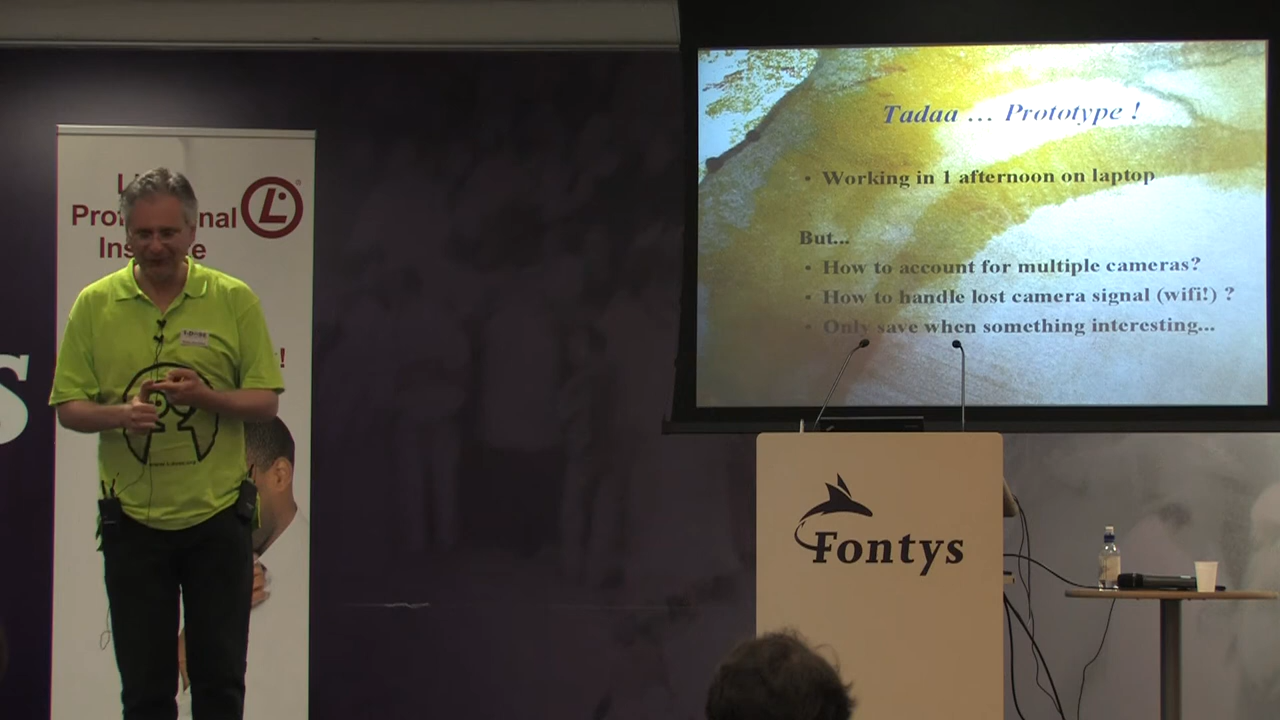 Tadaa ... Prototype !
• Working in 1 afternoon on laptop
But...
• How to account for multiple cameras?
• How to handle lost camera signal (wifi!) ?
• Only save when something interesting...
Fontys